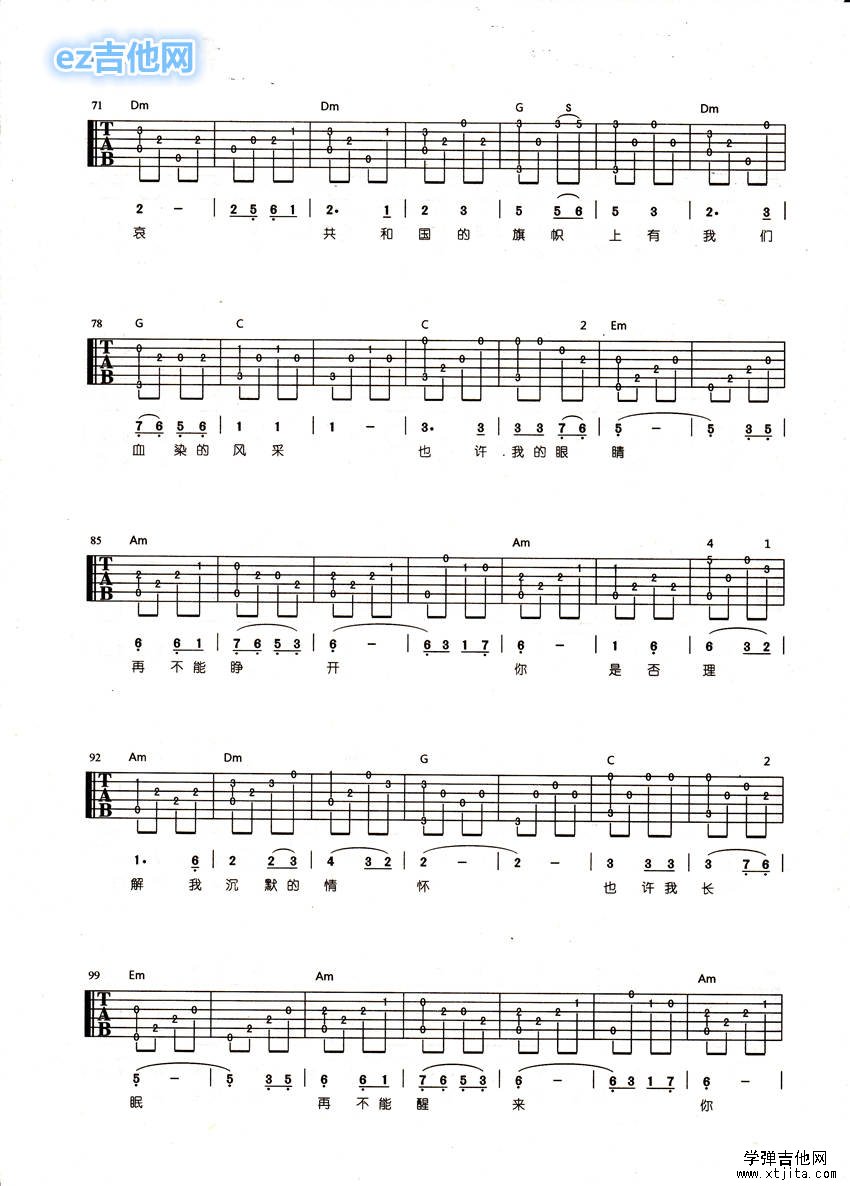 ez吉他网
71 Dm Dm G S Dm
2 – | 2 5 6 1 | 2· 1 | 2 3 | 5 5 6 | 5 3 | 2· 3 |
哀 共 和 国 的 旗 帜 上 有 我 们
78 G C C 2 Em
7 6 5 6 | 1 1 | 1 – | 3· 3 | 3 3 7 6 | 5 – | 5 3 5 |
血 染 的 风 采 也 许 . 我 的 眼 睛
85 Am Am 4 1
6 6 1 | 7 6 5 3 | 6 – | 6 3 1 7 | 6 – | 1 6 | 6 3 2 |
再 不 能 睁 开 你 是 否 理
92 Am Dm G C 2
1· 6 | 2 2 3 | 4 3 2 | 2 – | 2 – | 3 3 3 | 3 7 6 |
解 我 沉 默 的 情 怀 也 许 我 长
99 Em Am Am
5 – | 5 3 5 | 6 6 1 | 7 6 5 3 | 6 – | 6 3 1 7 | 6 – |
眠 再 不 能 醒 来 你
学弹吉他网
www.xtjita.com